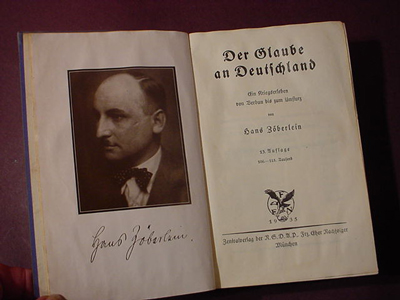 Hans Zöberlein.
Der Glaube
an Deutschland
Ein Kriegserleben
von Verdun bis zum Umsturz
von
Hans Zöberlein
Auflage
Zentralverlag der N.S.D.A.P., Frz. Eher Nachfolger
München